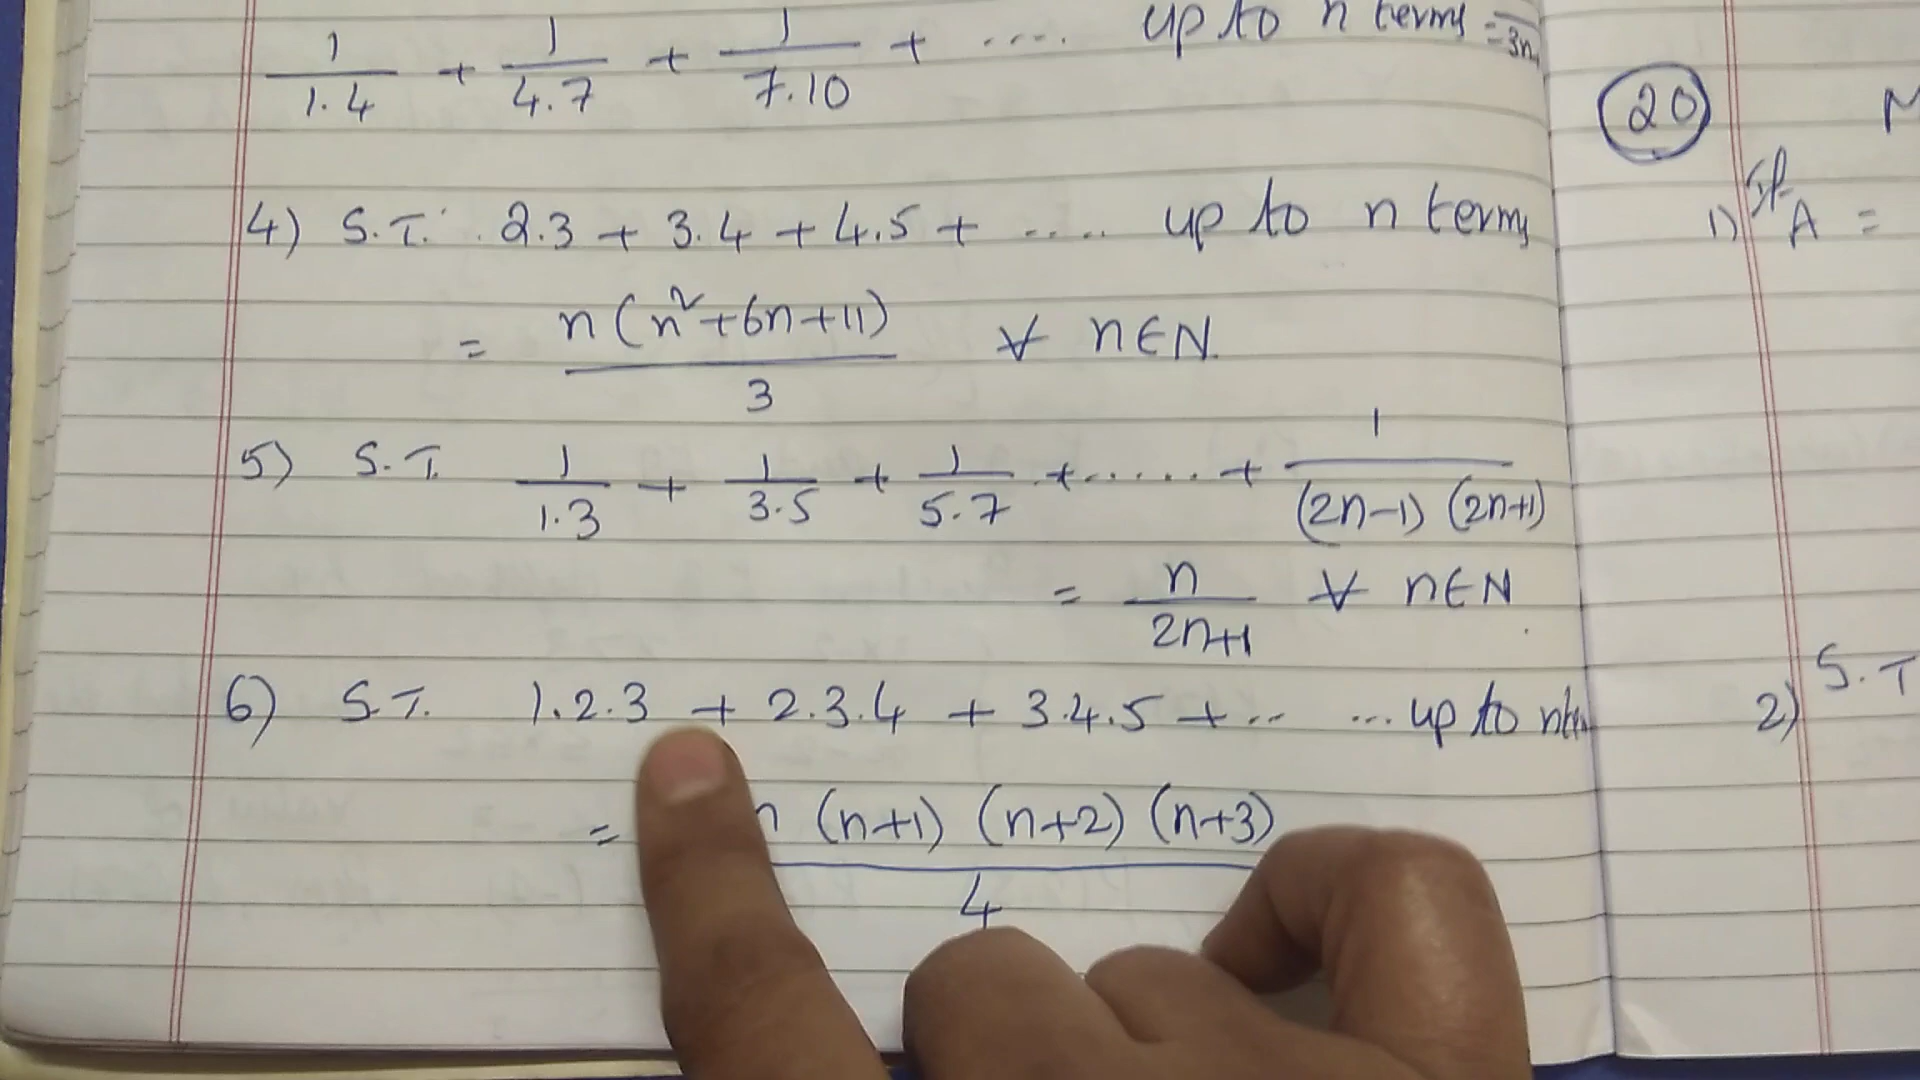 1/1.4 + 1/4.7 + 1/7.10 + .... up to n terms =
4) S.T. 2.3 + 3.4 + 4.5 + .... up to n terms
= n(n²+6n+11)/3 ∀ n∈N.
5) S.T. 1/1.3 + 1/3.5 + 1/5.7 + ...... + 1/(2n-1)(2n+1)
= n/2n+1 ∀ n∈N
6) S.T. 1.2.3 + 2.3.4 + 3.4.5 + .. ... up to
= n (n+1) (n+2) (n+3)/4
20
1) If A =
2) S.T